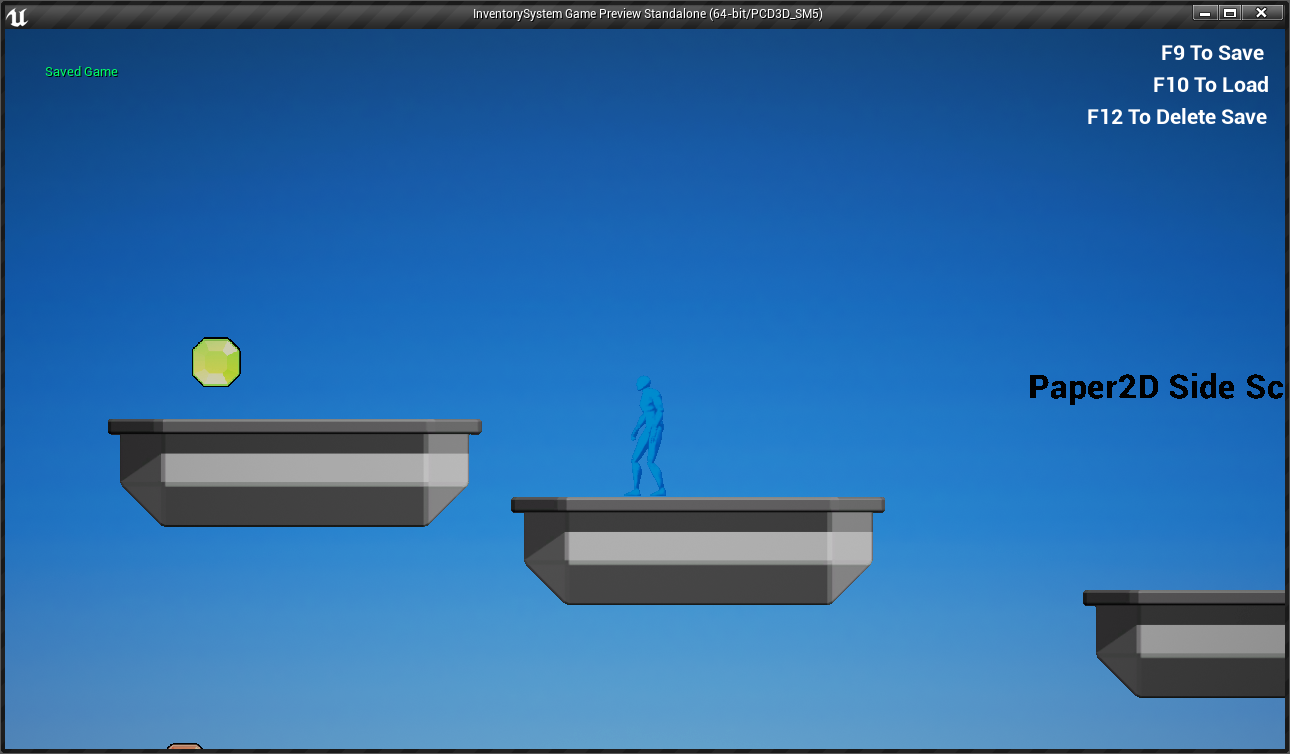 InventorySystem Game Preview Standalone (64-bit/PCD3D_SM5)
Saved Game
F9 To Save
F10 To Load
F12 To Delete Save
Paper2D Side Sc